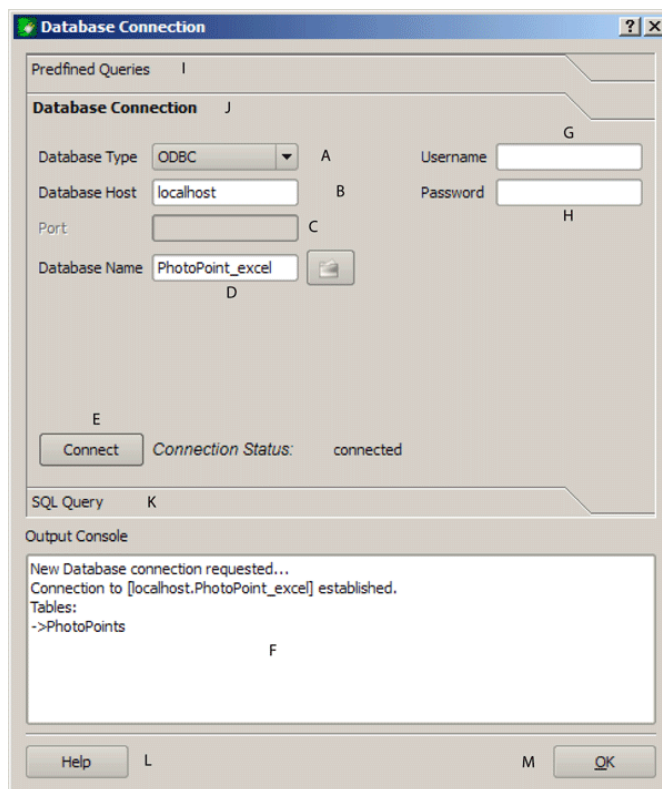 Database Connection ? X
Predfined Queries I
Database Connection J
G
Database Type ODBC A Username
Database Host localhost B Password
Port C H
Database Name PhotoPoint_excel
D
E
Connect Connection Status: connected
SQL Query K
Output Console
New Database connection requested...
Connection to [localhost.PhotoPoint_excel] established.
Tables:
->PhotoPoints
F
Help L M OK